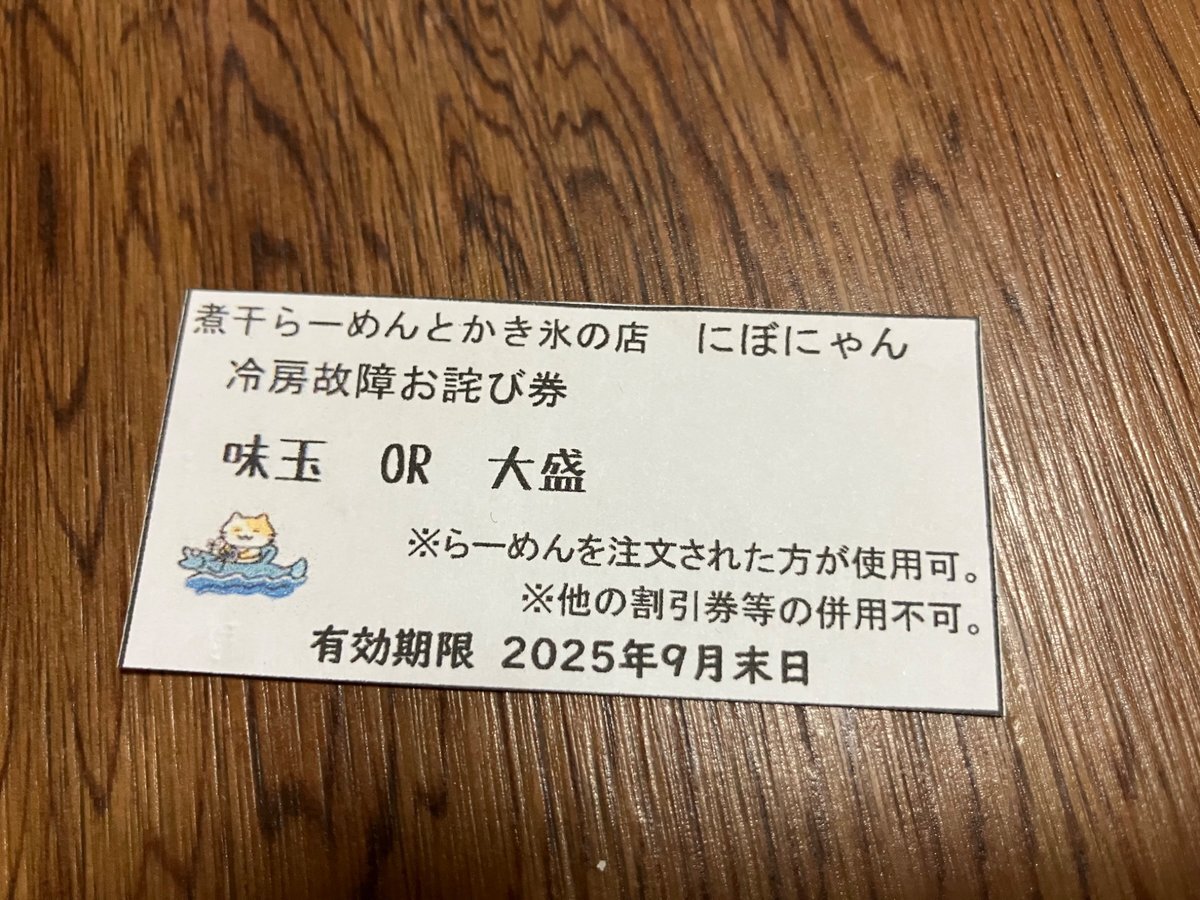 煮干らーめんとかき氷の店　にぼにゃん
冷房故障お詫び券
味玉　OR　大盛
※らーめんを注文された方が使用可。
※他の割引券等の併用不可。
有効期限 2025年9月末日